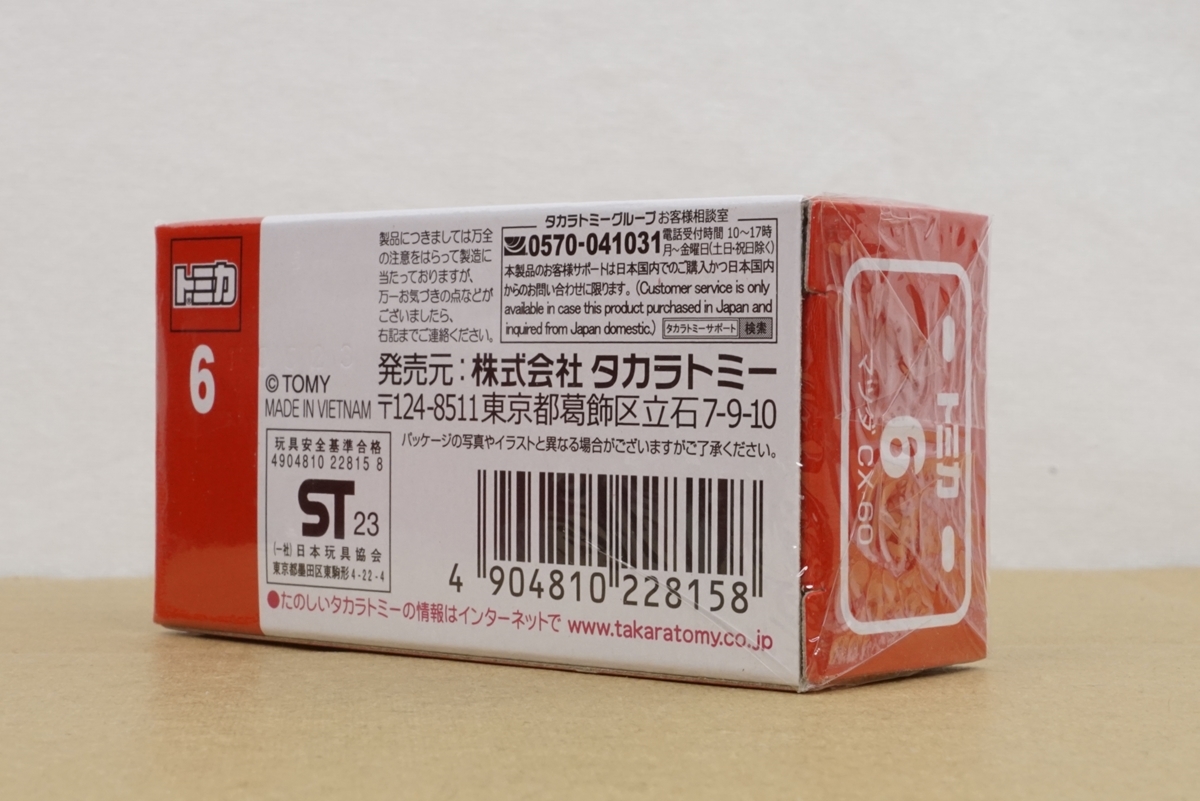 トミカ
6
製品につきましては万全
の注意をはらって製造に
当たっておりますが、
万一お気づきの点などが
ございましたら、
右記までご連絡ください。
タカラトミーグループお客様相談室
0570-041031
電話受付時間 10〜17時
月〜金曜日(土日・祝日除く)
本製品のお客様サポートは日本国内でのご購入かつ日本国内
からのお問い合わせに限ります。(Customer service is only
available in case this product purchased in Japan and
inquired from Japan domestic.)
タカラトミーサポート 検索
© TOMY
MADE IN VIETNAM
発売元:株式会社タカラトミー
〒124-8511東京都葛飾区立石7-9-10
パッケージの写真やイラストと異なる場合がございますがご了承ください。
玩具安全基準合格
4904810 22815 8
ST 23
(一社)日本玩具協会
東京都墨田区東駒形4-22-4
4 904810 228158
●たのしいタカラトミーの情報はインターネットで www.takaratomy.co.jp
トミカ
6
マツダ CX-60